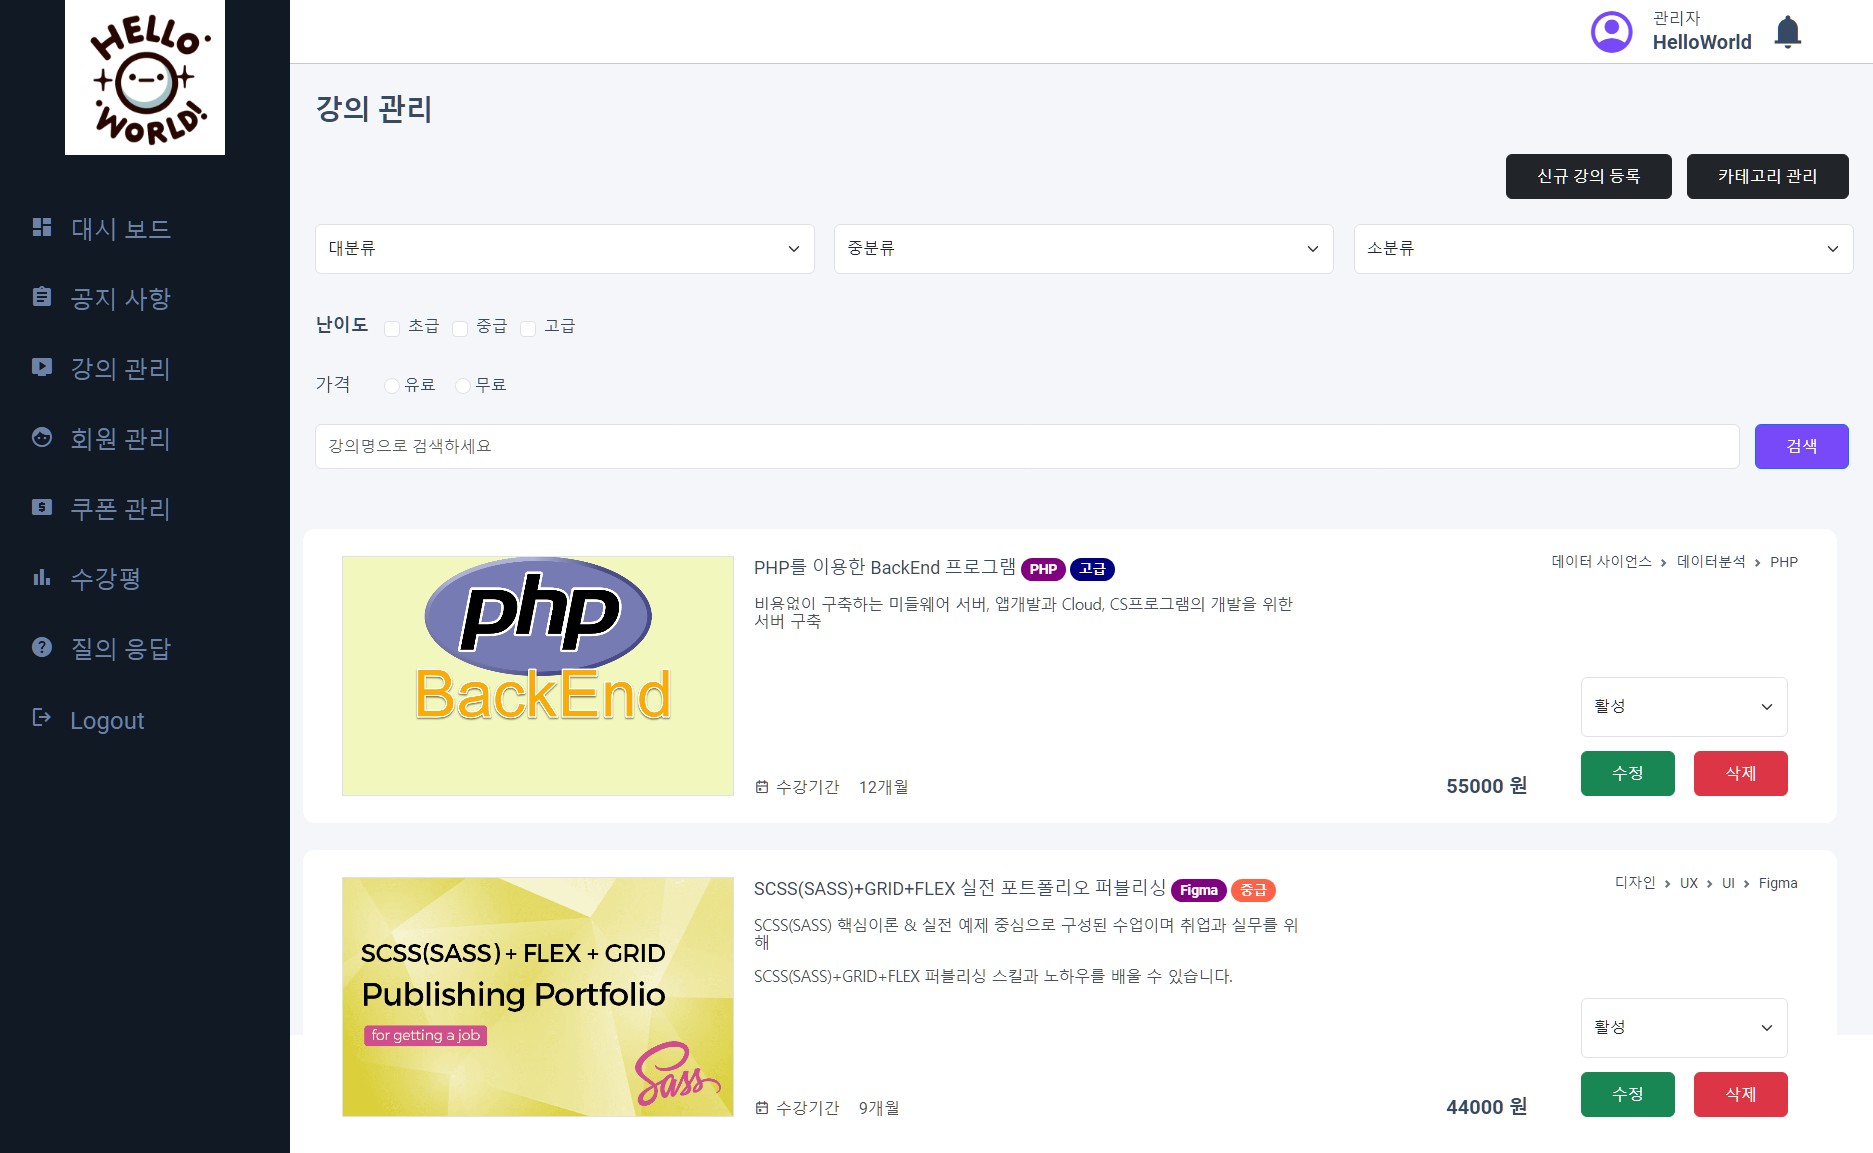 HELLO
WORLD!
관리자
HelloWorld
대시 보드
공지 사항
강의 관리
회원 관리
쿠폰 관리
수강평
질의 응답
Logout
강의 관리
신규 강의 등록
카테고리 관리
대분류
중분류
소분류
난이도 초급 중급 고급
가격 유료 무료
강의명으로 검색하세요
검색
php
BackEnd
PHP를 이용한 BackEnd 프로그램 PHP 고급
데이터 사이언스 > 데이터분석 > PHP
비용없이 구축하는 미들웨어 서버, 앱개발과 Cloud, CS프로그램의 개발을 위한
서버 구축
활성
수강기간 12개월
55000 원
수정
삭제
SCSS(SASS) + FLEX + GRID
Publishing Portfolio
for getting a job
Sass
SCSS(SASS)+GRID+FLEX 실전 포트폴리오 퍼블리싱 Figma 중급
디자인 > UX > UI > Figma
SCSS(SASS) 핵심이론 & 실전 예제 중심으로 구성된 수업이며 취업과 실무를 위
해
SCSS(SASS)+GRID+FLEX 퍼블리싱 스킬과 노하우를 배울 수 있습니다.
활성
수강기간 9개월
44000 원
수정
삭제